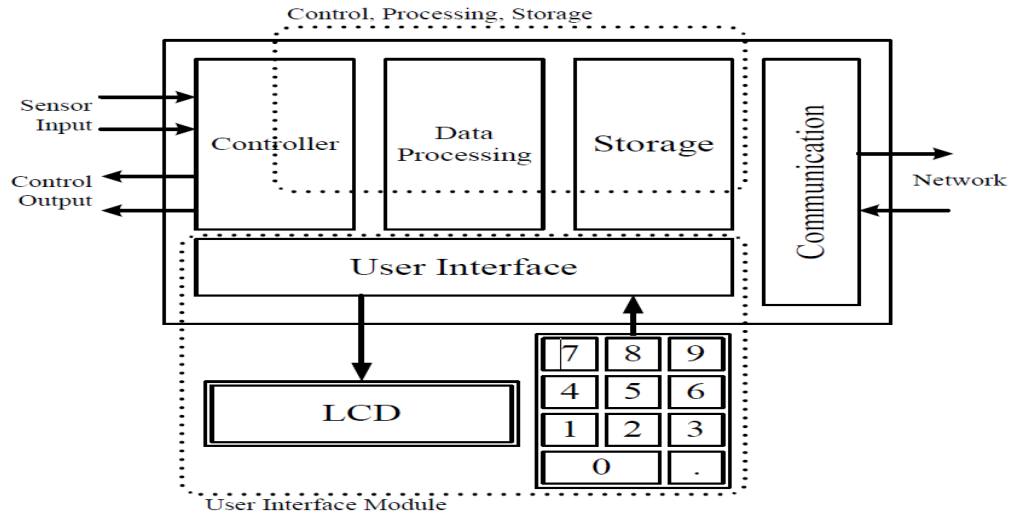 Control, Processing, Storage
Sensor
Input
Control
Output
Controller
Data
Processing
Storage
Communication
Network
User Interface
LCD
7 8 9
4 5 6
1 2 3
0 .
User Interface Module